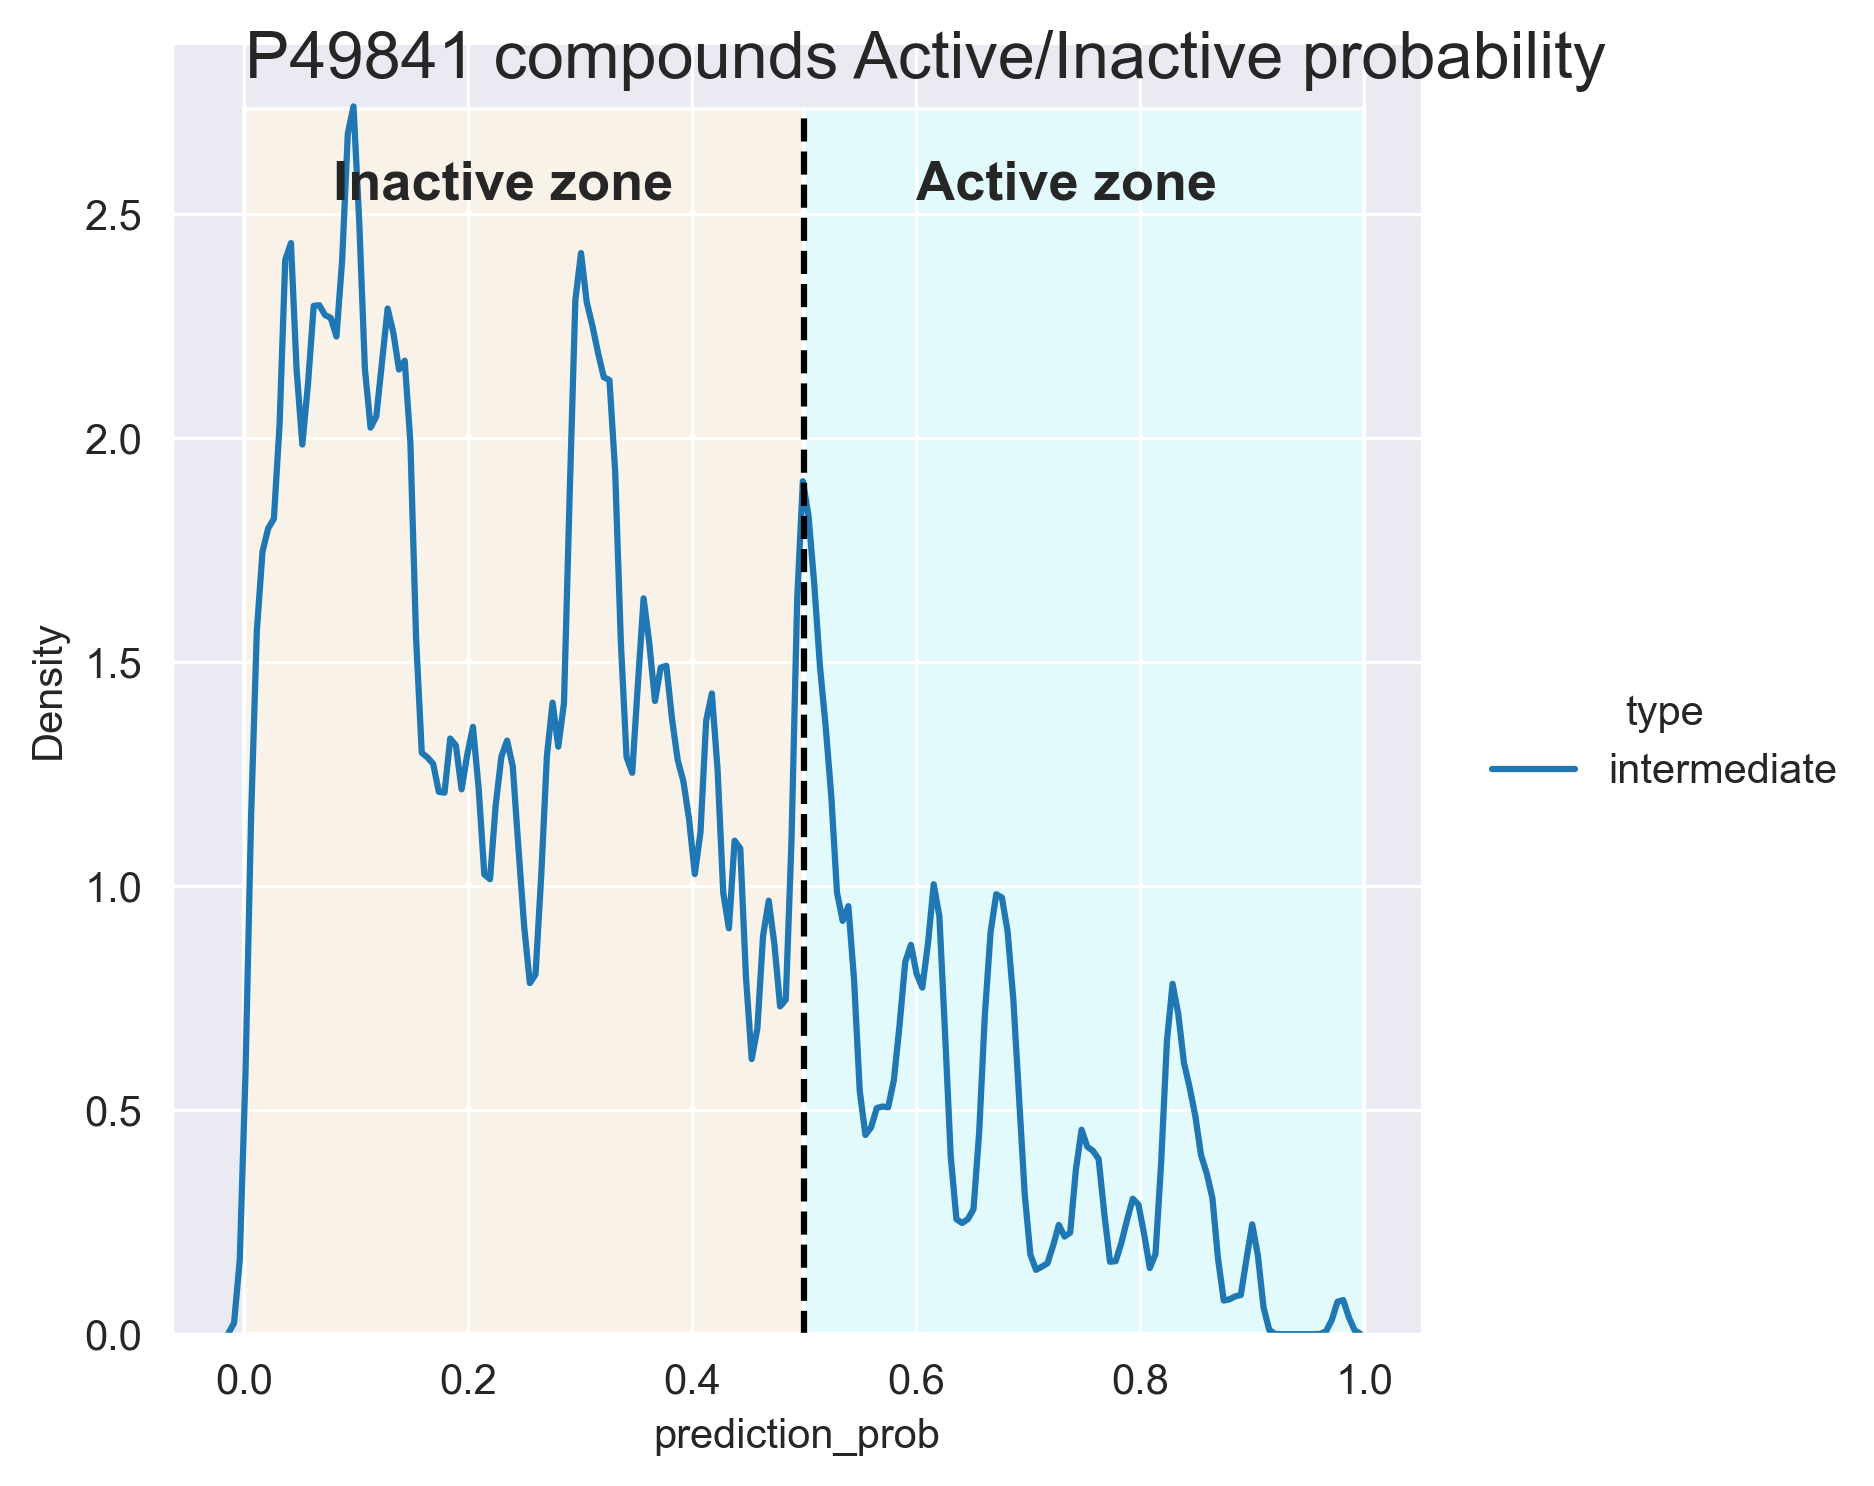 P49841 compounds Active/Inactive probability
Inactive zone
Active zone
2.5
2.0
1.5
1.0
0.5
0.0
Density
0.0 0.2 0.4 0.6 0.8 1.0
prediction_prob
type
intermediate